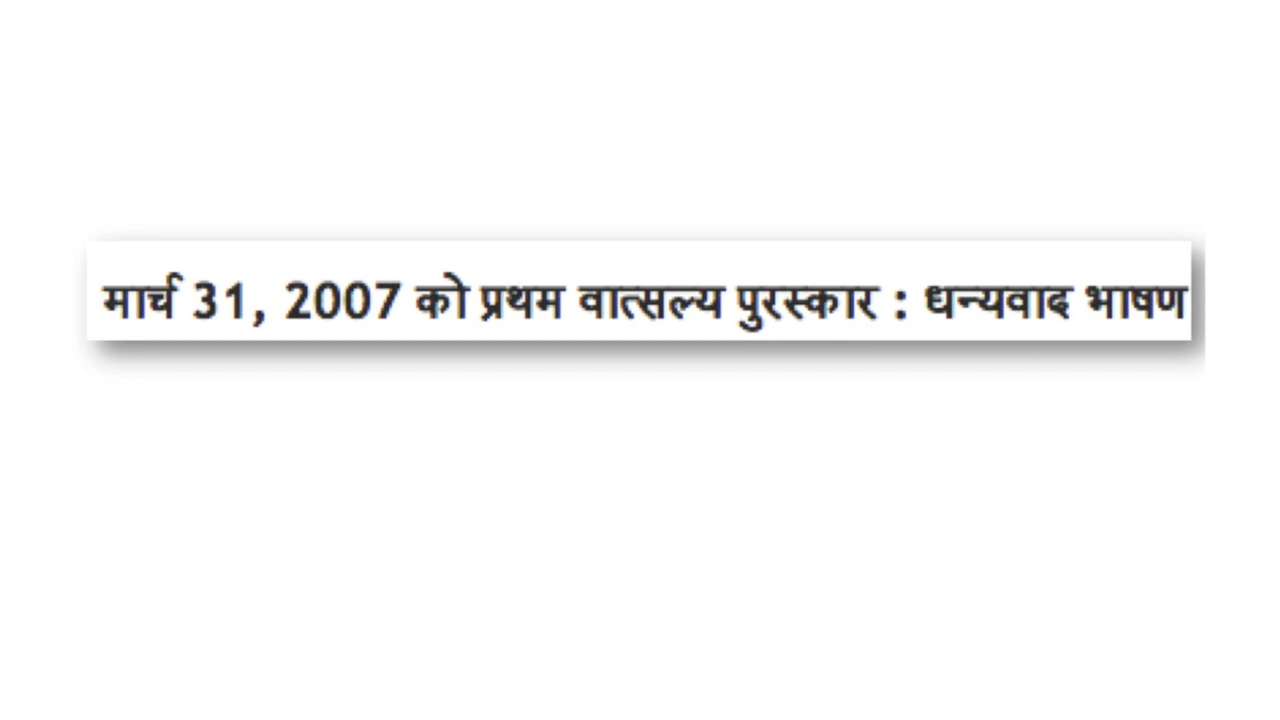 मार्च 31, 2007 को प्रथम वात्सल्य पुरस्कार : धन्यवाद भाषण